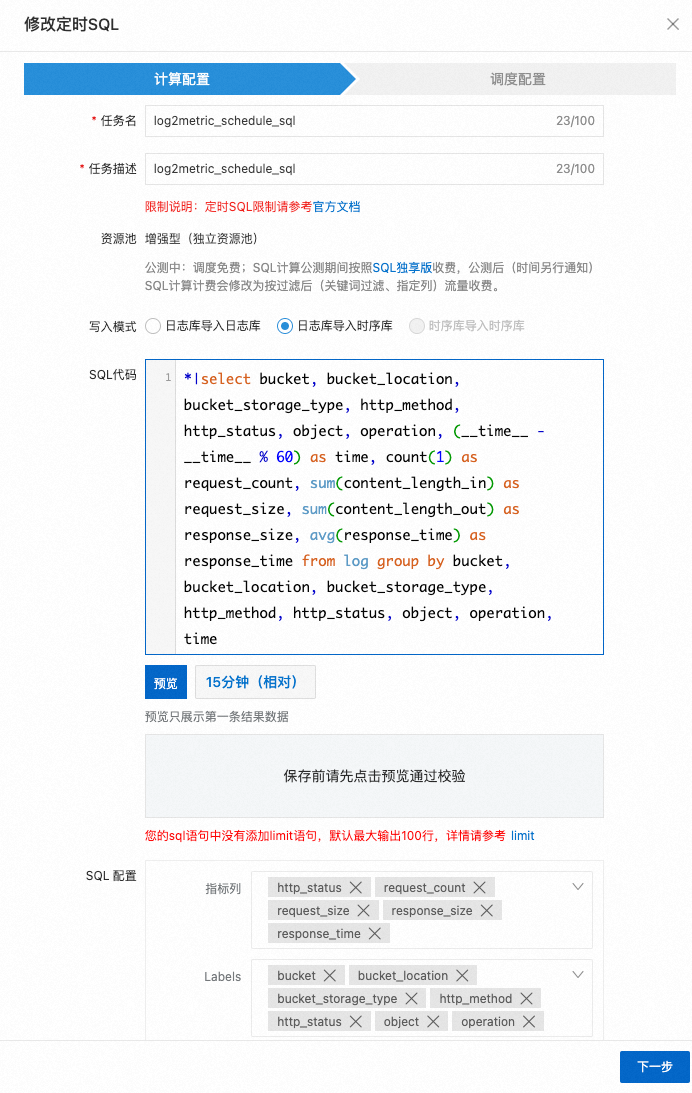 修改定时SQL
计算配置
调度配置
* 任务名 log2metric_schedule_sql 23/100
* 任务描述 log2metric_schedule_sql 23/100
限制说明：定时SQL限制请参考官方文档
资源池 增强型（独立资源池）
公测中：调度免费；SQL计算公测期间按照SQL独享版收费，公测后（时间另行通知）
SQL计算计费会修改为按过滤后（关键词过滤、指定列）流量收费。
写入模式 日志库导入日志库 日志库导入时序库 时序库导入时序库
SQL代码
1 *|select bucket, bucket_location,
bucket_storage_type, http_method,
http_status, object, operation, (__time__ -
__time__ % 60) as time, count(1) as
request_count, sum(content_length_in) as
request_size, sum(content_length_out) as
response_size, avg(response_time) as
response_time from log group by bucket,
bucket_location, bucket_storage_type,
http_method, http_status, object, operation,
time
预览 15分钟（相对）
预览只展示第一条结果数据
保存前请先点击预览通过校验
您的sql语句中没有添加limit语句，默认最大输出100行，详情请参考 limit
SQL 配置
指标列 http_status request_count
request_size response_size
response_time
Labels bucket bucket_location
bucket_storage_type http_method
http_status object operation
下一步